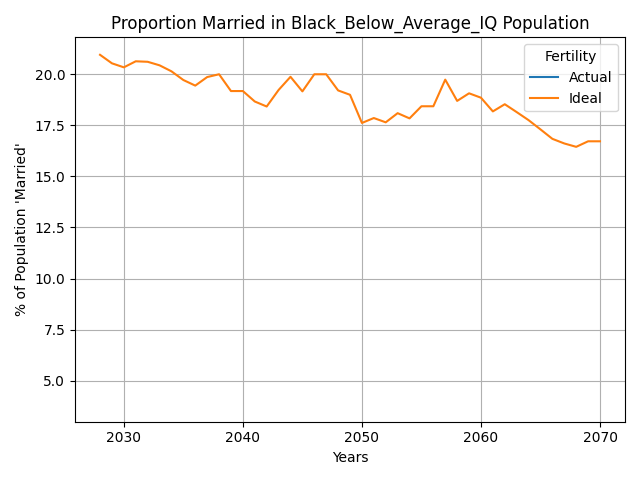 Proportion Married in Black_Below_Average_IQ Population
% of Population 'Married'
20.0
17.5
15.0
12.5
10.0
7.5
5.0
Fertility
Actual
Ideal
2030 2040 2050 2060 2070
Years